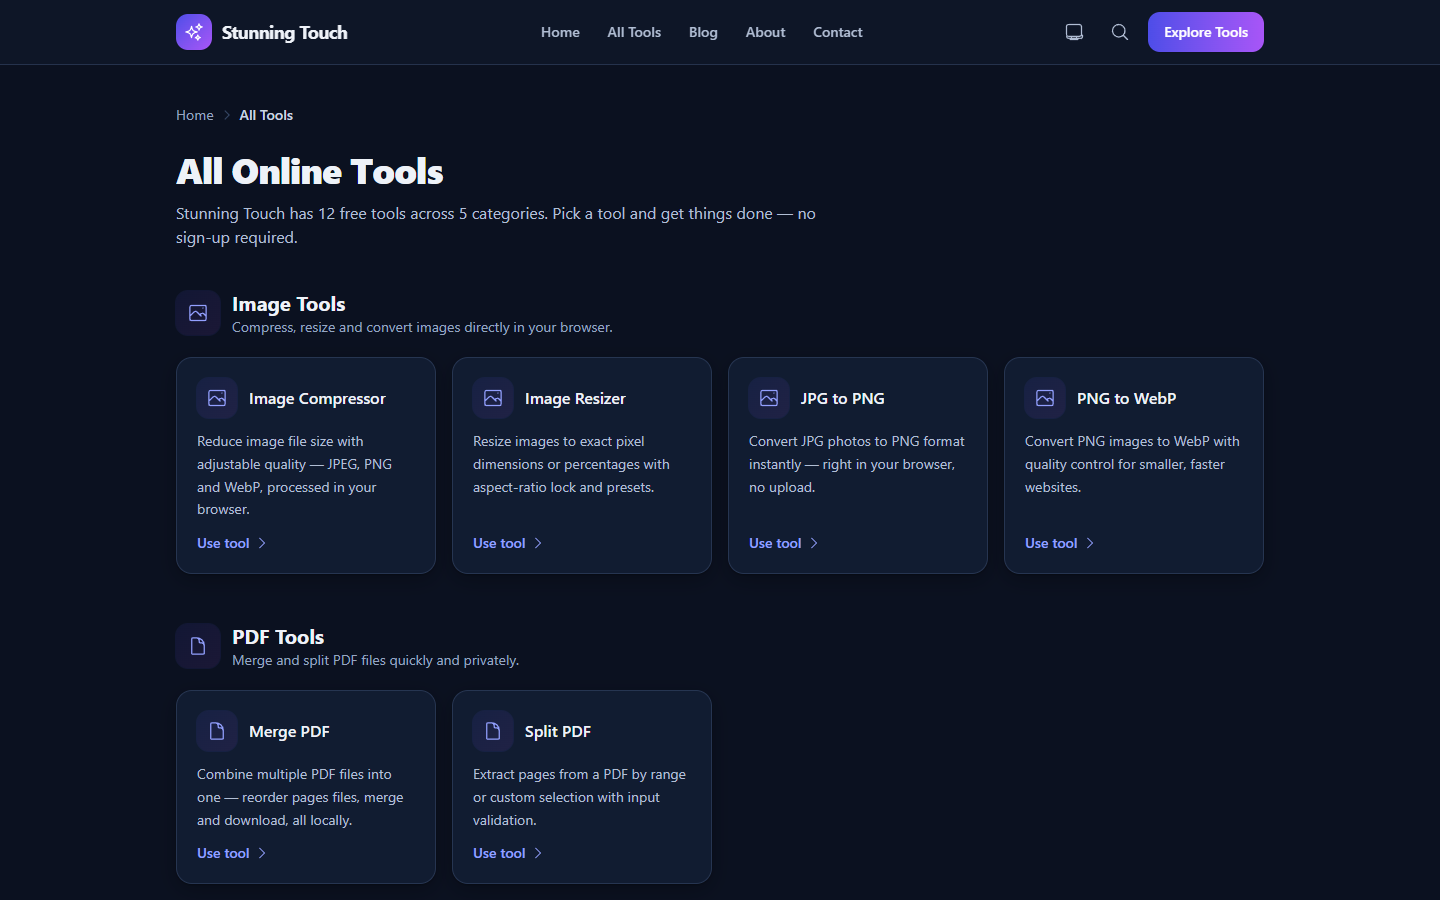 Stunning Touch
Home
All Tools
Blog
About
Contact
Explore Tools
Home
All Tools
All Online Tools
Stunning Touch has 12 free tools across 5 categories. Pick a tool and get things done — no
sign-up required.
Image Tools
Compress, resize and convert images directly in your browser.
Image Compressor
Reduce image file size with
adjustable quality — JPEG, PNG
and WebP, processed in your
browser.
Use tool
Image Resizer
Resize images to exact pixel
dimensions or percentages with
aspect-ratio lock and presets.
Use tool
JPG to PNG
Convert JPG photos to PNG format
instantly — right in your browser,
no upload.
Use tool
PNG to WebP
Convert PNG images to WebP with
quality control for smaller, faster
websites.
Use tool
PDF Tools
Merge and split PDF files quickly and privately.
Merge PDF
Combine multiple PDF files into
one — reorder pages files, merge
and download, all locally.
Use tool
Split PDF
Extract pages from a PDF by range
or custom selection with input
validation.
Use tool